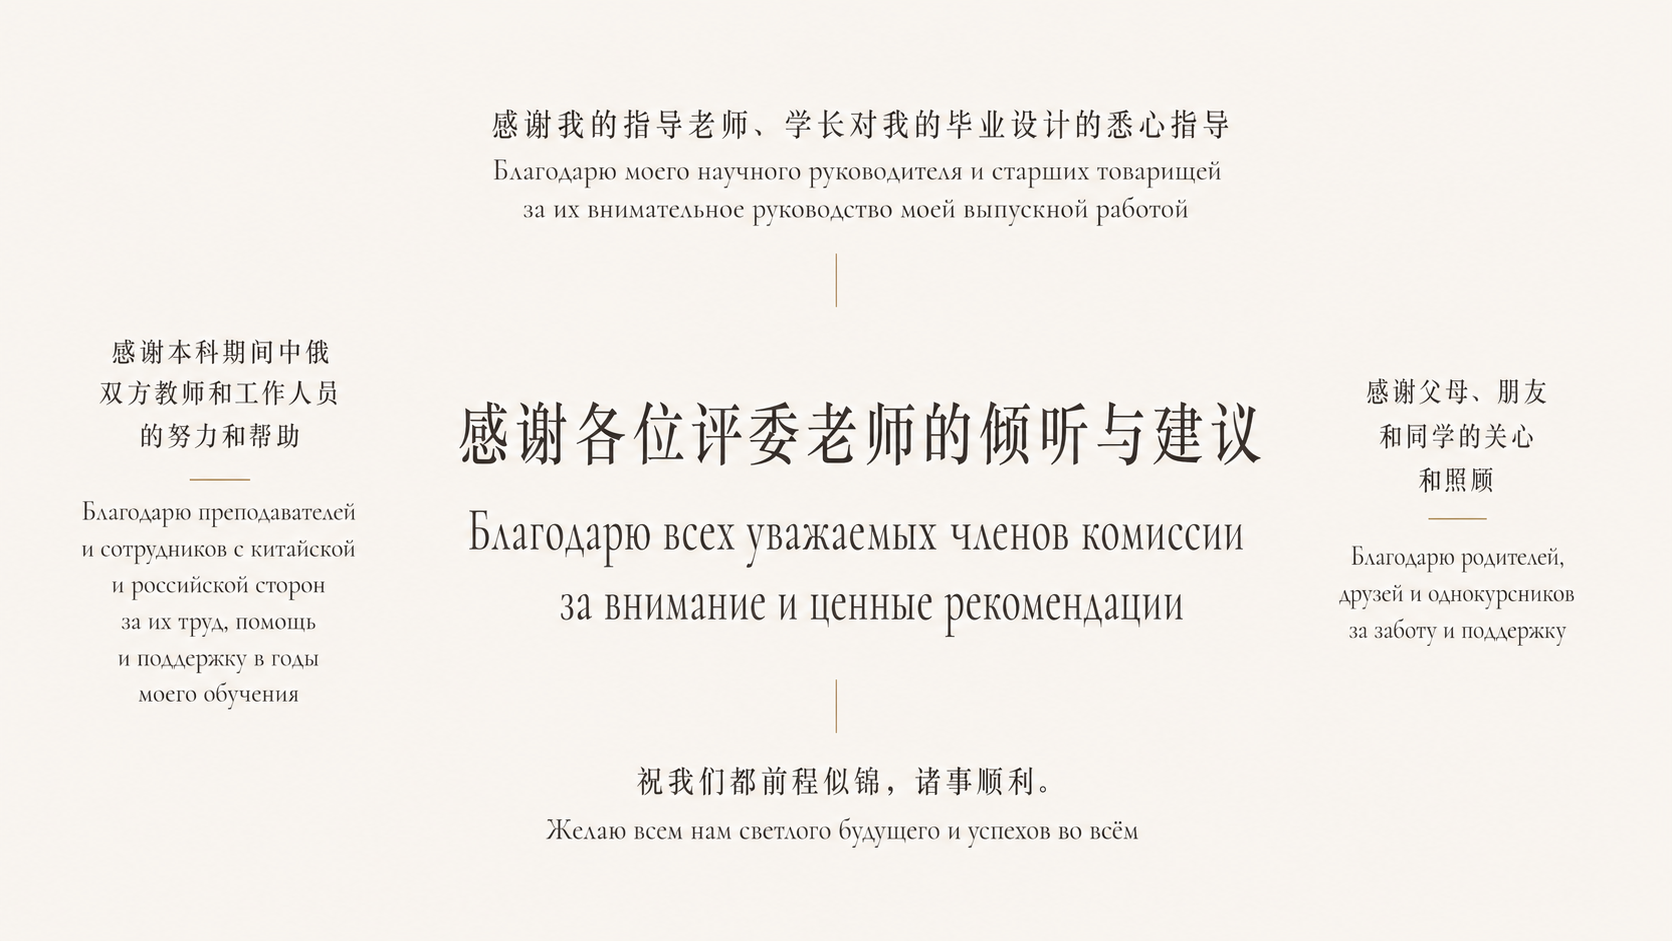 感谢我的指导老师、学长对我的毕业设计的悉心指导
Благодарю моего научного руководителя и старших товарищей
за их внимательное руководство моей выпускной работой
感谢本科期间中俄
双方教师和工作人员
的努力和帮助
Благодарю преподавателей
и сотрудников с китайской
и российской сторон
за их труд, помощь
и поддержку в годы
моего обучения
感谢各位评委老师的倾听与建议
Благодарю всех уважаемых членов комиссии
за внимание и ценные рекомендации
感谢父母、朋友
和同学的关心
和照顾
Благодарю родителей,
друзей и однокурсников
за заботу и поддержку
祝我们都前程似锦，诸事顺利。
Желаю всем нам светлого будущего и успехов во всём